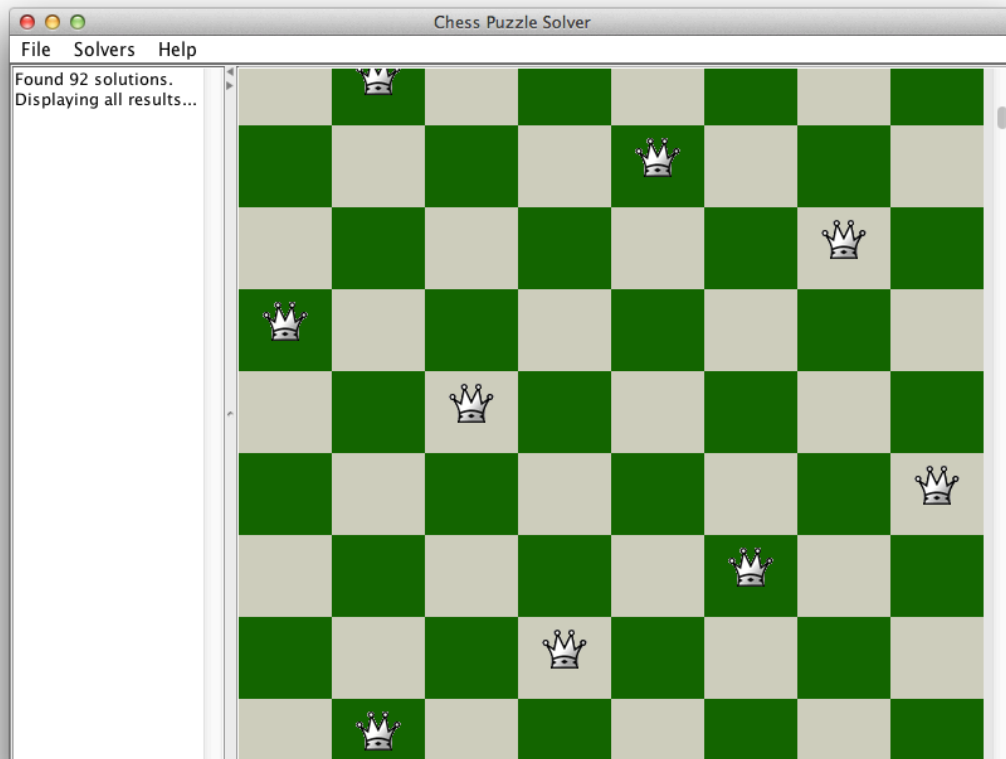 Chess Puzzle Solver
File Solvers Help
Found 92 solutions.
Displaying all results...